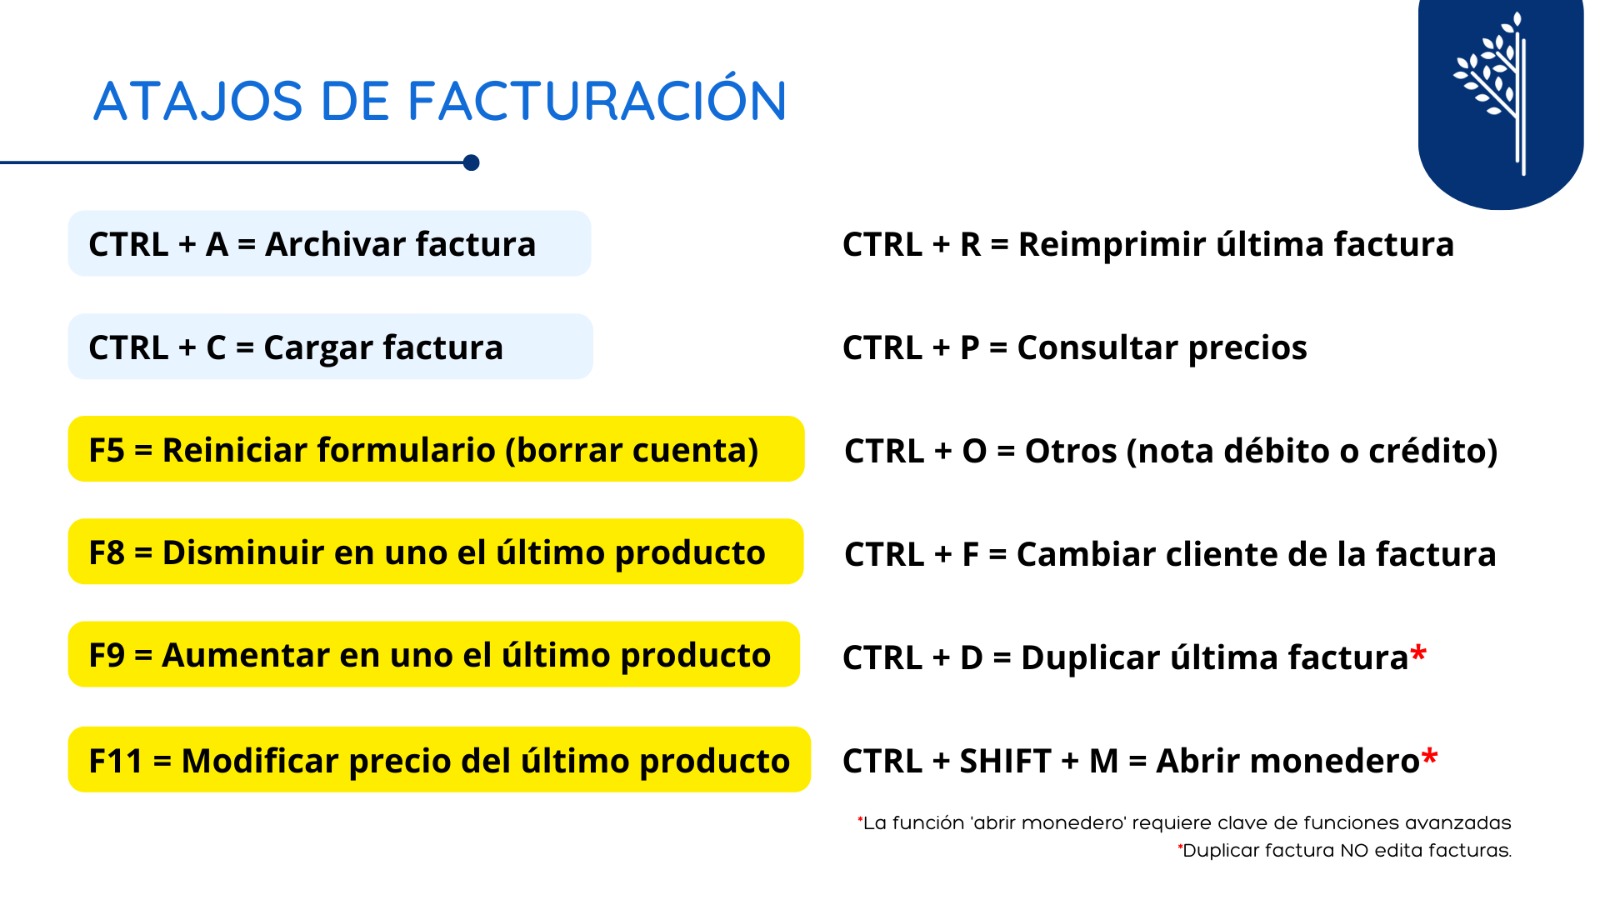 ATAJOS DE FACTURACIÓN
CTRL + A = Archivar factura
CTRL + C = Cargar factura
F5 = Reiniciar formulario (borrar cuenta)
F8 = Disminuir en uno el último producto
F9 = Aumentar en uno el último producto
F11 = Modificar precio del último producto
CTRL + R = Reimprimir última factura
CTRL + P = Consultar precios
CTRL + O = Otros (nota débito o crédito)
CTRL + F = Cambiar cliente de la factura
CTRL + D = Duplicar última factura*
CTRL + SHIFT + M = Abrir monedero*
*La función 'abrir monedero' requiere clave de funciones avanzadas
*Duplicar factura NO edita facturas.